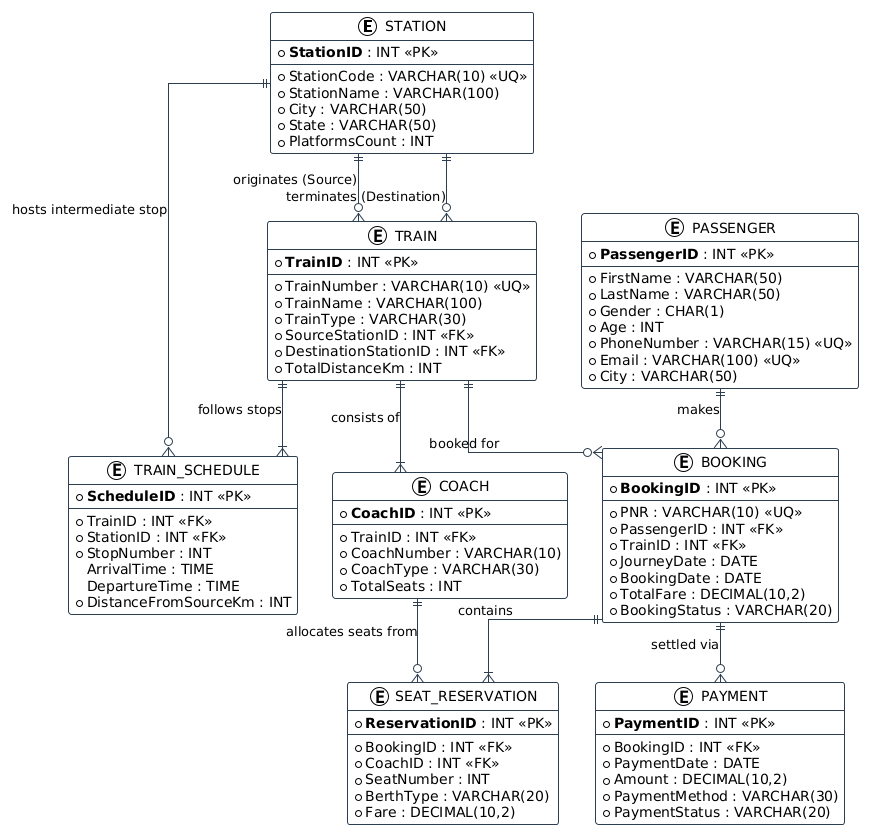 E STATION
StationID : INT «PK»
StationCode : VARCHAR(10) «UQ»
StationName : VARCHAR(100)
City : VARCHAR(50)
State : VARCHAR(50)
PlatformsCount : INT
originates (Source)
terminates (Destination)
hosts intermediate stop
E TRAIN
TrainID : INT «PK»
TrainNumber : VARCHAR(10) «UQ»
TrainName : VARCHAR(100)
TrainType : VARCHAR(30)
SourceStationID : INT «FK»
DestinationStationID : INT «FK»
TotalDistanceKm : INT
E PASSENGER
PassengerID : INT «PK»
FirstName : VARCHAR(50)
LastName : VARCHAR(50)
Gender : CHAR(1)
Age : INT
PhoneNumber : VARCHAR(15) «UQ»
Email : VARCHAR(100) «UQ»
City : VARCHAR(50)
follows stops
consists of
booked for
makes
E TRAIN_SCHEDULE
ScheduleID : INT «PK»
TrainID : INT «FK»
StationID : INT «FK»
StopNumber : INT
ArrivalTime : TIME
DepartureTime : TIME
DistanceFromSourceKm : INT
E COACH
CoachID : INT «PK»
TrainID : INT «FK»
CoachNumber : VARCHAR(10)
CoachType : VARCHAR(30)
TotalSeats : INT
E BOOKING
BookingID : INT «PK»
PNR : VARCHAR(10) «UQ»
PassengerID : INT «FK»
TrainID : INT «FK»
JourneyDate : DATE
BookingDate : DATE
TotalFare : DECIMAL(10,2)
BookingStatus : VARCHAR(20)
allocates seats from
contains
settled via
E SEAT_RESERVATION
ReservationID : INT «PK»
BookingID : INT «FK»
CoachID : INT «FK»
SeatNumber : INT
BerthType : VARCHAR(20)
Fare : DECIMAL(10,2)
E PAYMENT
PaymentID : INT «PK»
BookingID : INT «FK»
PaymentDate : DATE
Amount : DECIMAL(10,2)
PaymentMethod : VARCHAR(30)
PaymentStatus : VARCHAR(20)